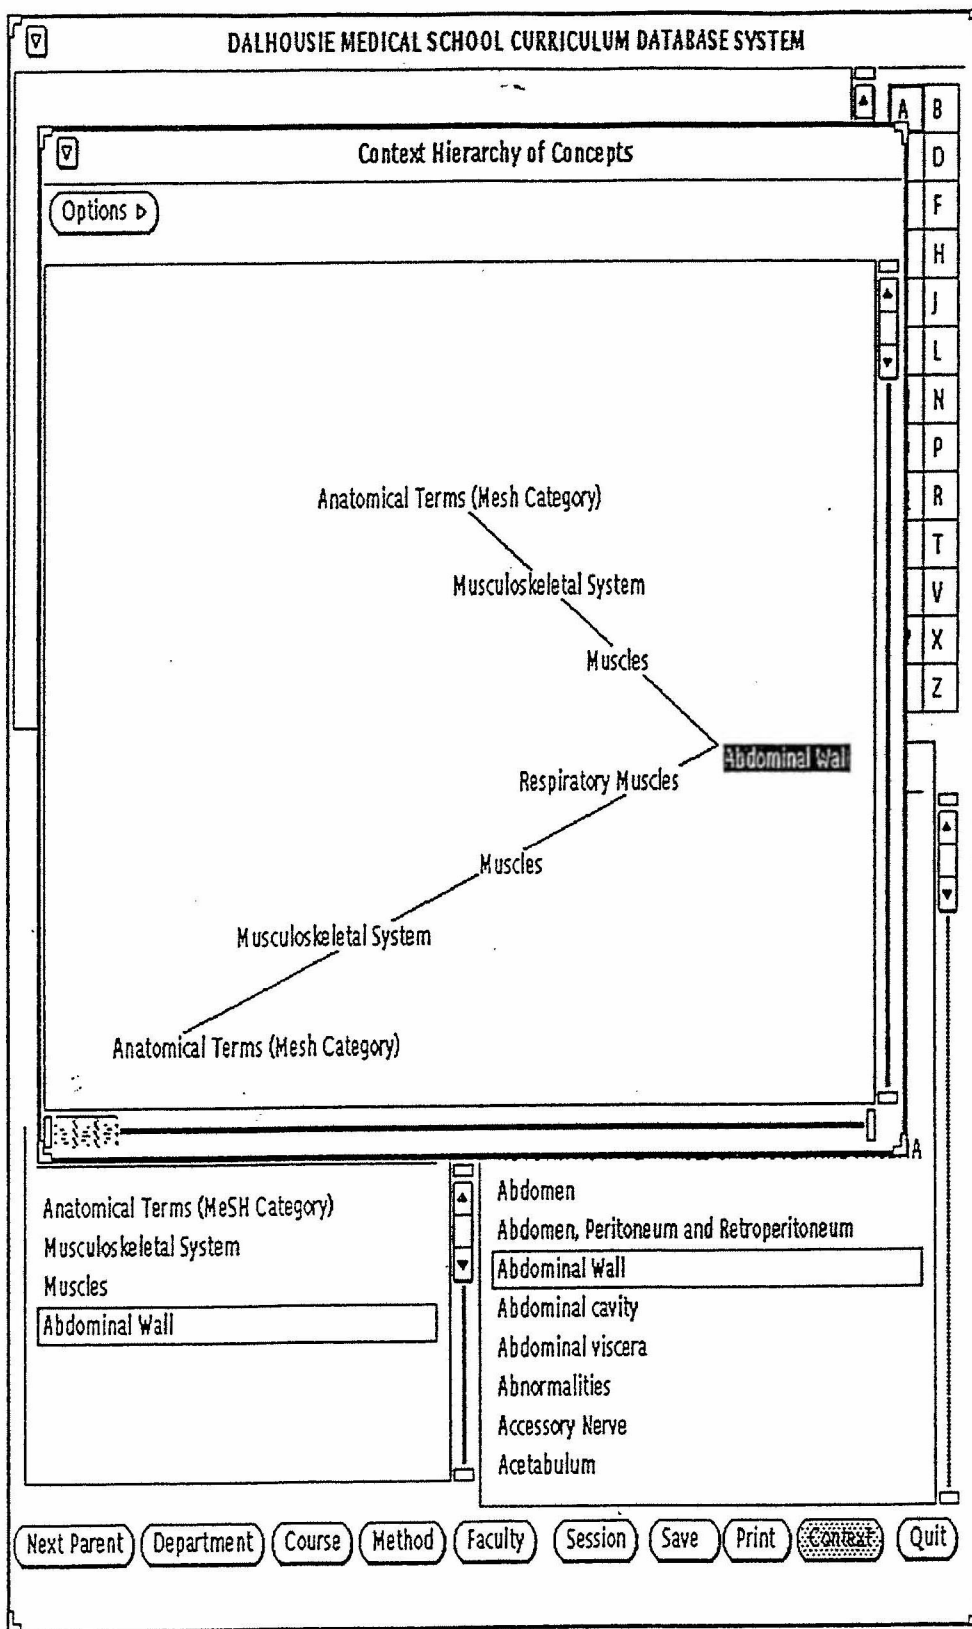 DALHOUSIE MEDICAL SCHOOL CURRICULUM DATABASE SYSTEM
A B
Context Hierarchy of Concepts
D
Options
F
H
J
L
N
P
Anatomical Terms (Mesh Category)
R
T
Musculoskeletal System
V
X
Muscles
Z
Abdominal Wall
Respiratory Muscles
Muscles
Musculoskeletal System
Anatomical Terms (Mesh Category)
A
Anatomical Terms (MeSH Category)
Musculoskeletal System
Muscles
Abdominal Wall
Abdomen
Abdomen, Peritoneum and Retroperitoneum
Abdominal Wall
Abdominal cavity
Abdominal viscera
Abnormalities
Accessory Nerve
Acetabulum
Next Parent Department Course Method Faculty Session Save Print Context Quit